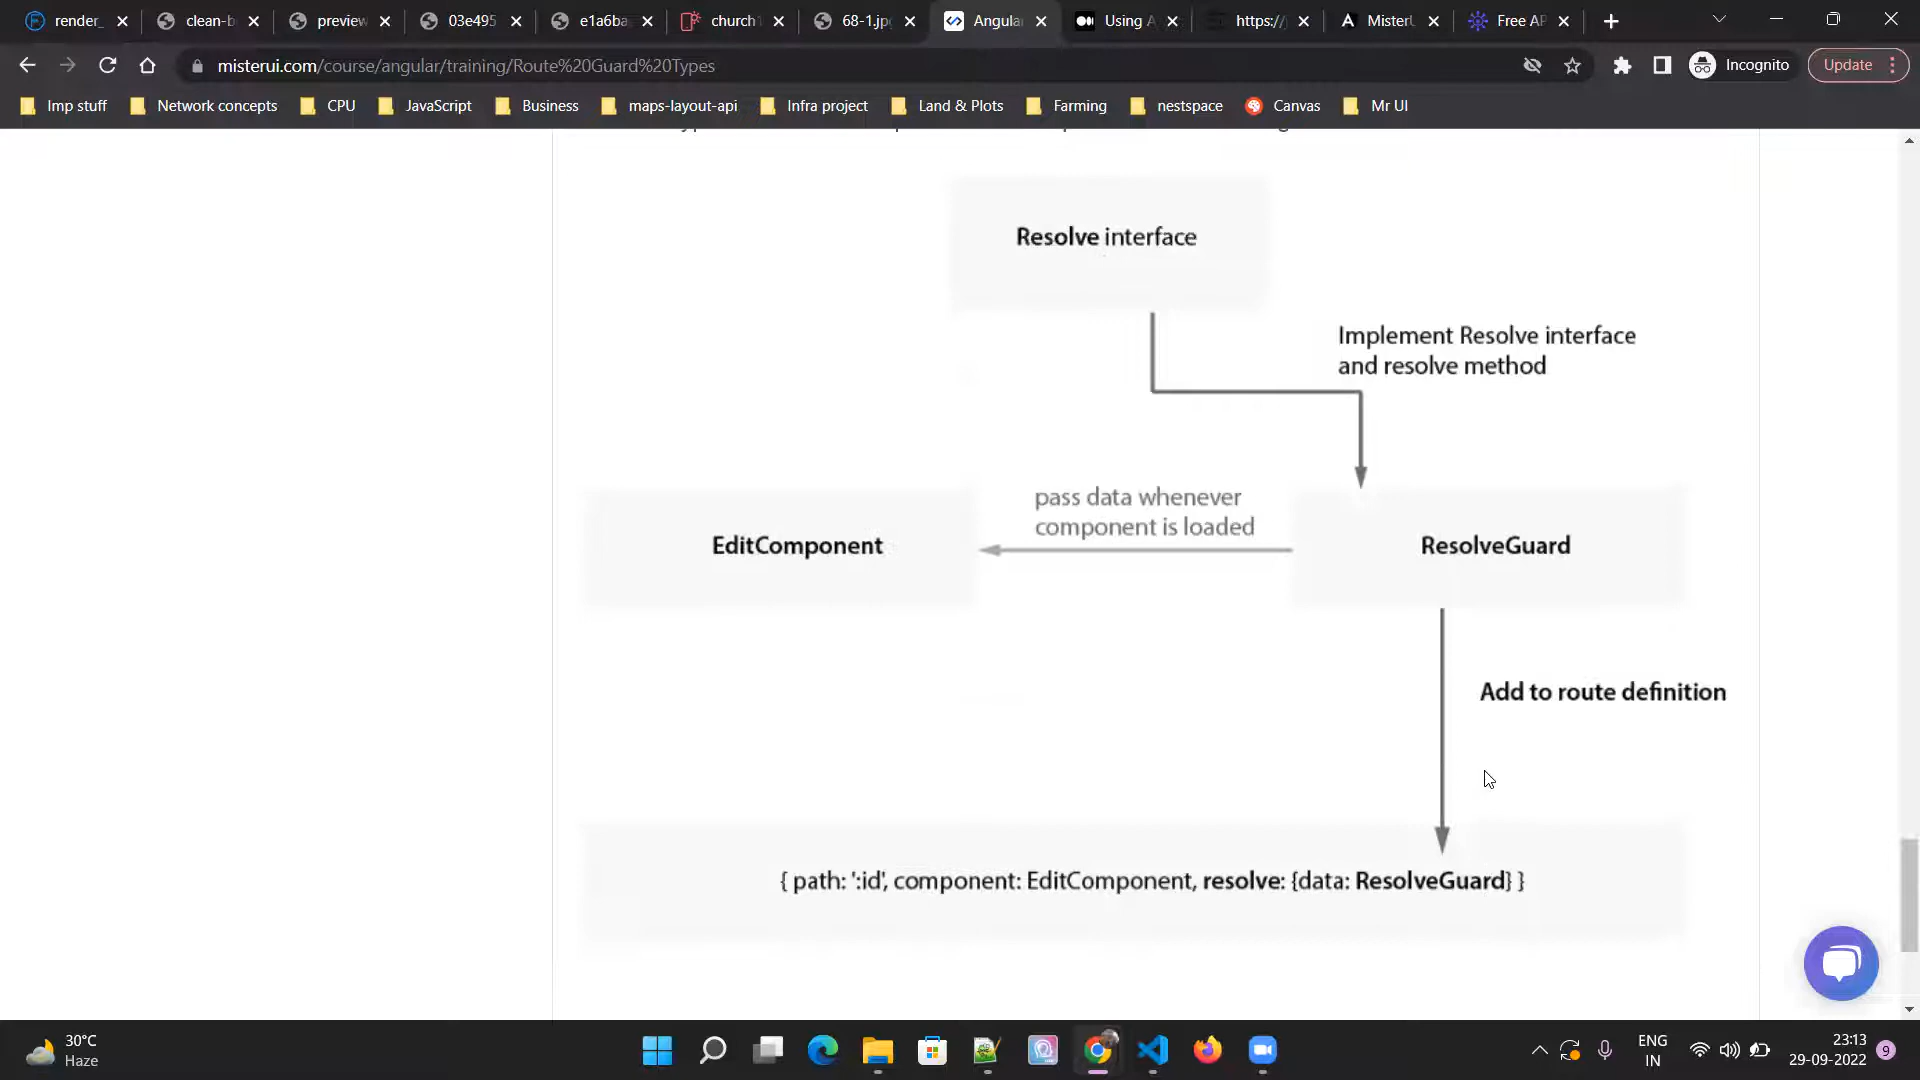 render_
clean-b
preview
03e495
e1a6ba
church
68-1.jp
Angula
Using A
https://
Misterl
Free AP
misterui.com/course/angular/training/Route%20Guard%20Types
Incognito
Update
Imp stuff
Network concepts
CPU
JavaScript
Business
maps-layout-api
Infra project
Land & Plots
Farming
nestspace
Canvas
Mr UI
Resolve interface
Implement Resolve interface
and resolve method
pass data whenever
component is loaded
EditComponent
ResolveGuard
Add to route definition
{ path: ':id', component: EditComponent, resolve: {data: ResolveGuard} }
30°C
Haze
ENG
IN
23:13
29-09-2022
9